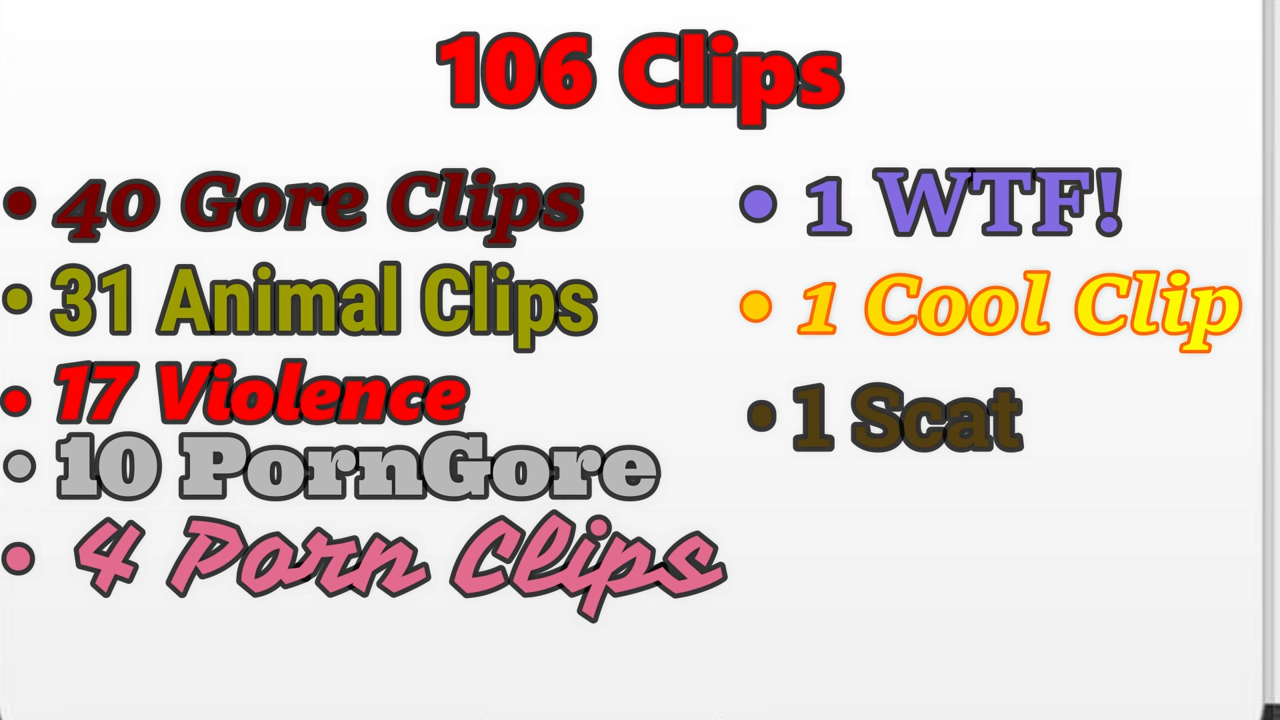 106 Clips
• 40 Gore Clips
• 31 Animal Clips
• 17 Violence
• 10 PornGore
• 4 Porn Clips
• 1 WTF!
• 1 Cool Clip
• 1 Scat